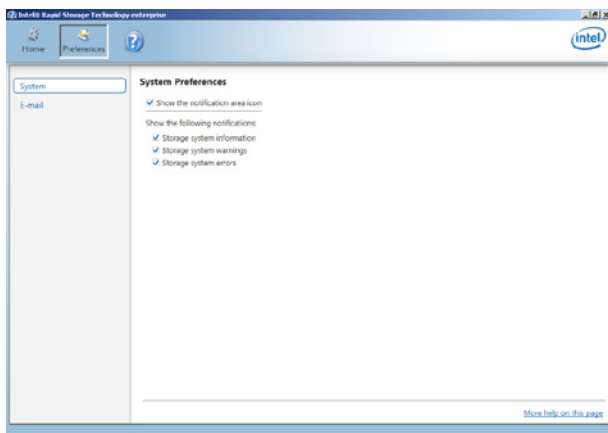 Intel® Rapid Storage Technology enterprise
Home
Preferences
?
intel
System
E-mail
System Preferences
Show the notification area icon
Show the following notifications:
Storage system information
Storage system warnings
Storage system errors
More help on this page